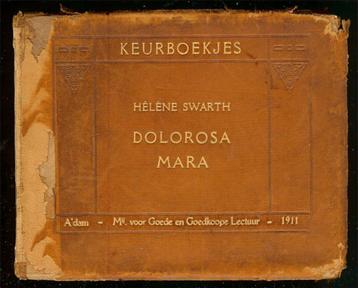 KEURBOEKJES
HÉLÈNE SWARTH
DOLOROSA
MARA
A'dam - Mij. voor Goede en Goedkoope Lectuur - 1911